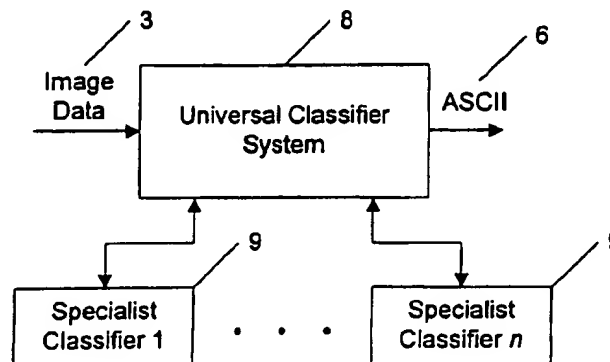 3
8
6
Image
Data
ASCII
Universal Classifier
System
9
9
Specialist
Classifier 1
. . .
Specialist
Classifier n